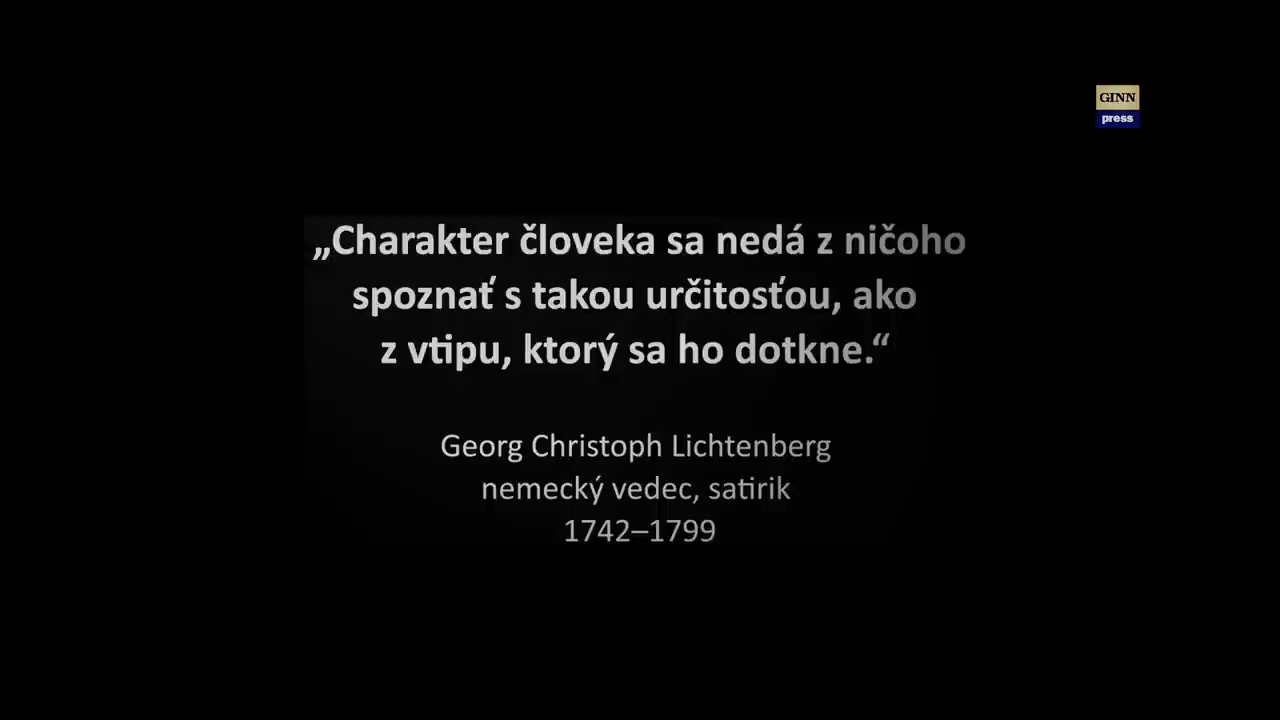 GINN
press
„Charakter človeka sa nedá z ničoho
spoznať s takou určitosťou, ako
z vtipu, ktorý sa ho dotkne.“
Georg Christoph Lichtenberg
nemecký vedec, satirik
1742–1799